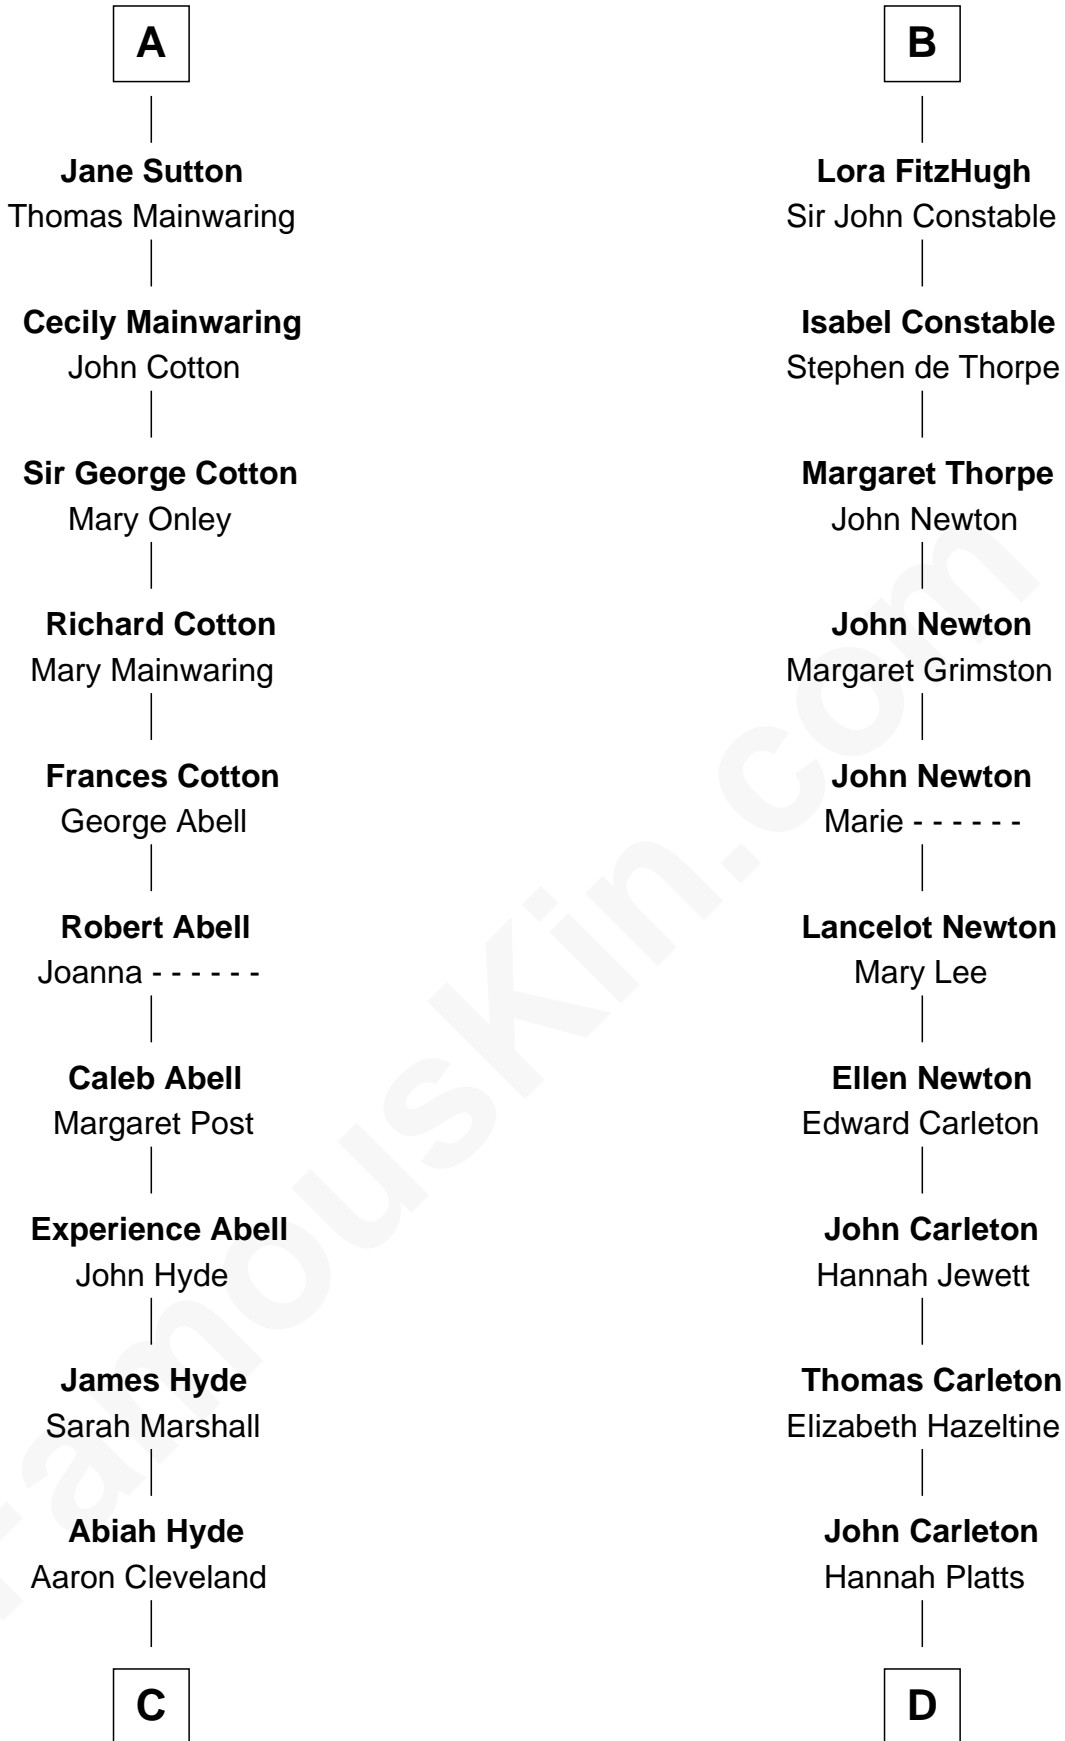 A
Jane Sutton
Thomas Mainwaring
Cecily Mainwaring
John Cotton
Sir George Cotton
Mary Onley
Richard Cotton
Mary Mainwaring
Frances Cotton
George Abell
Robert Abell
Joanna - - - - - -
Caleb Abell
Margaret Post
Experience Abell
John Hyde
James Hyde
Sarah Marshall
Abiah Hyde
Aaron Cleveland
C
B
Lora FitzHugh
Sir John Constable
Isabel Constable
Stephen de Thorpe
Margaret Thorpe
John Newton
John Newton
Margaret Grimston
John Newton
Marie - - - - - -
Lancelot Newton
Mary Lee
Ellen Newton
Edward Carleton
John Carleton
Hannah Jewett
Thomas Carleton
Elizabeth Hazeltine
John Carleton
Hannah Platts
D
FamousKin.com